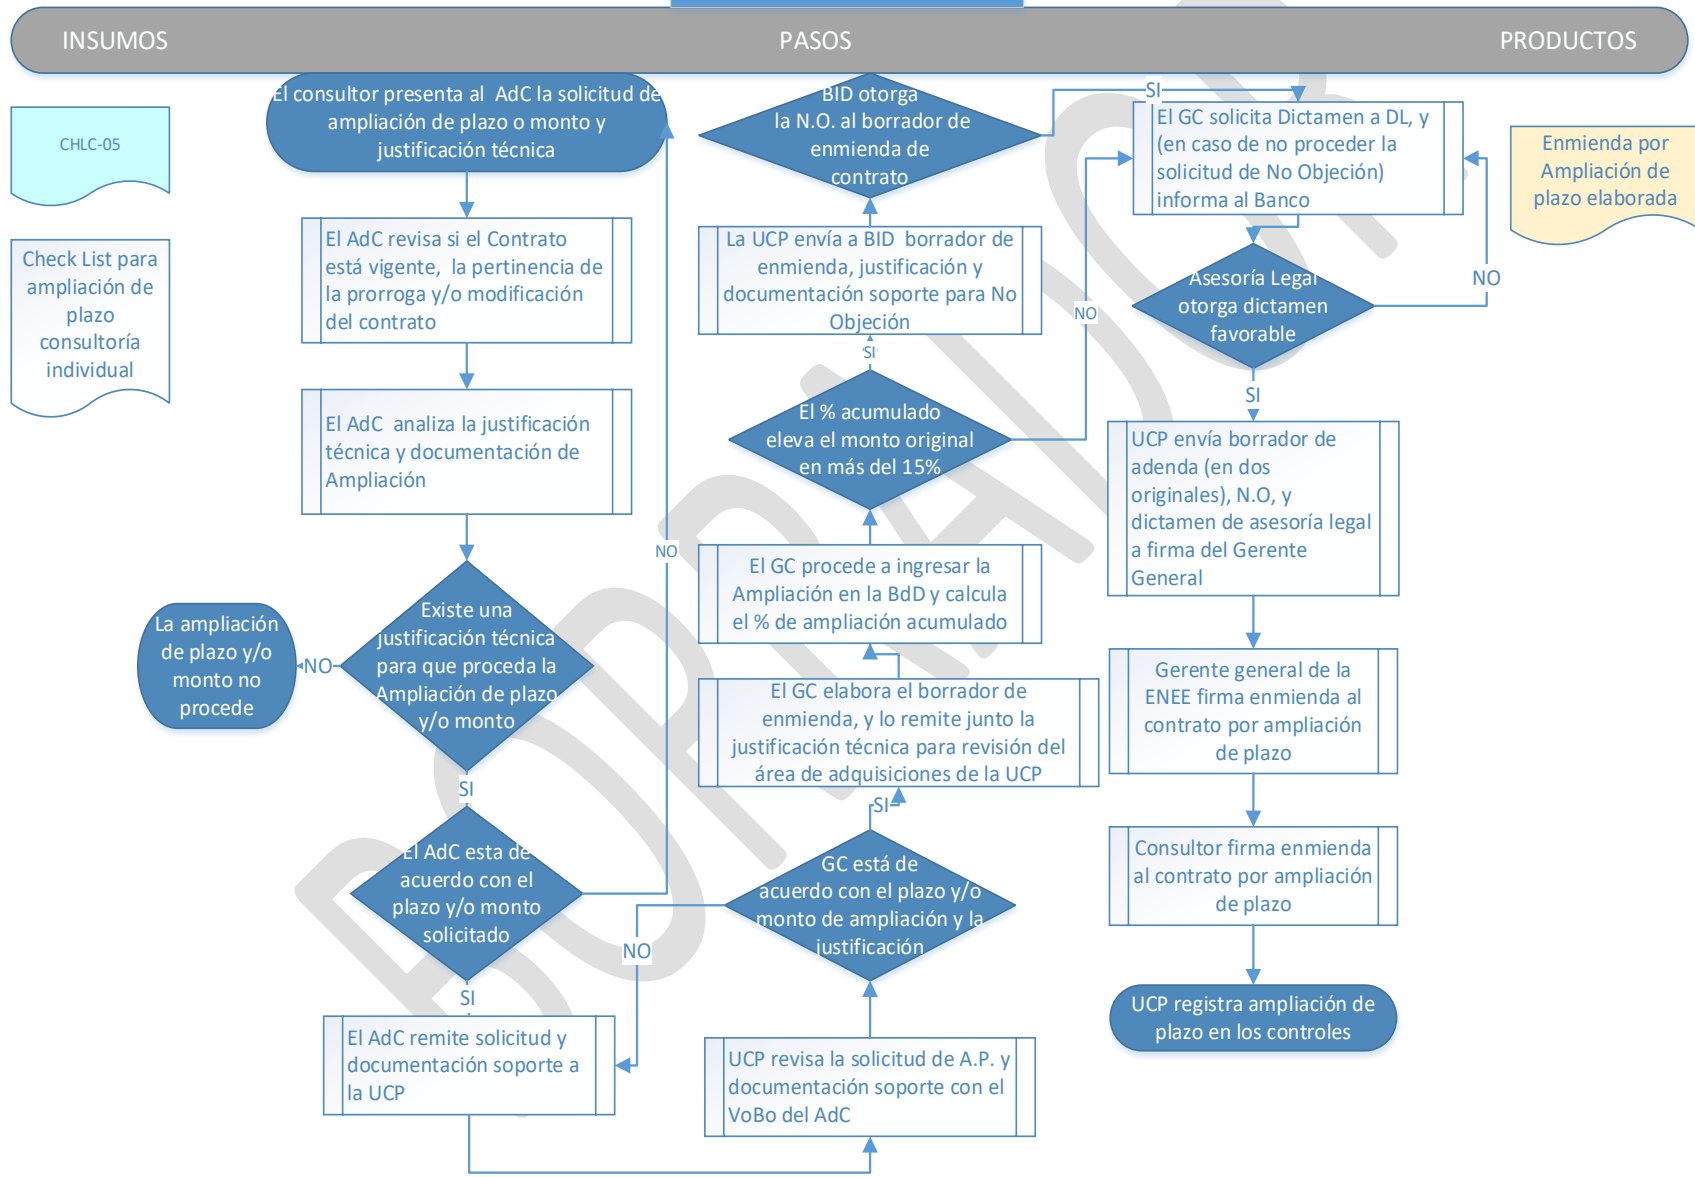 INSUMOS
PASOS
PRODUCTOS
CHLC-05
Check List para
ampliación de
plazo
consultoría
individual
El consultor presenta al AdC la solicitud de
ampliación de plazo o monto y
justificación técnica
El AdC revisa si el Contrato
está vigente, la pertinencia de
la prorroga y/o modificación
del contrato
El AdC analiza la justificación
técnica y documentación de
Ampliación
Existe una
justificación técnica
para que proceda la
Ampliación de plazo
y/o monto
NO
La ampliación
de plazo y/o
monto no
procede
SI
El AdC esta de
acuerdo con el
plazo y/o monto
solicitado
NO
SI
El AdC remite solicitud y
documentación soporte a
la UCP
UCP revisa la solicitud de A.P. y
documentación soporte con el
VoBo del AdC
GC está de
acuerdo con el plazo y/o
monto de ampliación y la
justificación
NO
SI
El GC elabora el borrador de
enmienda, y lo remite junto la
justificación técnica para revisión del
área de adquisiciones de la UCP
El GC procede a ingresar la
Ampliación en la BdD y calcula
el % de ampliación acumulado
El % acumulado
eleva el monto original
en más del 15%
NO
SI
La UCP envía a BID borrador de
enmienda, justificación y
documentación soporte para No
Objeción
BID otorga
la N.O. al borrador de
enmienda de
contrato
SI
El GC solicita Dictamen a DL, y
(en caso de no proceder la
solicitud de No Objeción)
informa al Banco
Asesoría Legal
otorga dictamen
favorable
NO
SI
UCP envía borrador de
adenda (en dos
originales), N.O, y
dictamen de asesoría legal
a firma del Gerente
General
Gerente general de la
ENEE firma enmienda al
contrato por ampliación
de plazo
Consultor firma enmienda
al contrato por ampliación
de plazo
UCP registra ampliación de
plazo en los controles
Enmienda por
Ampliación de
plazo elaborada
BORRADOR